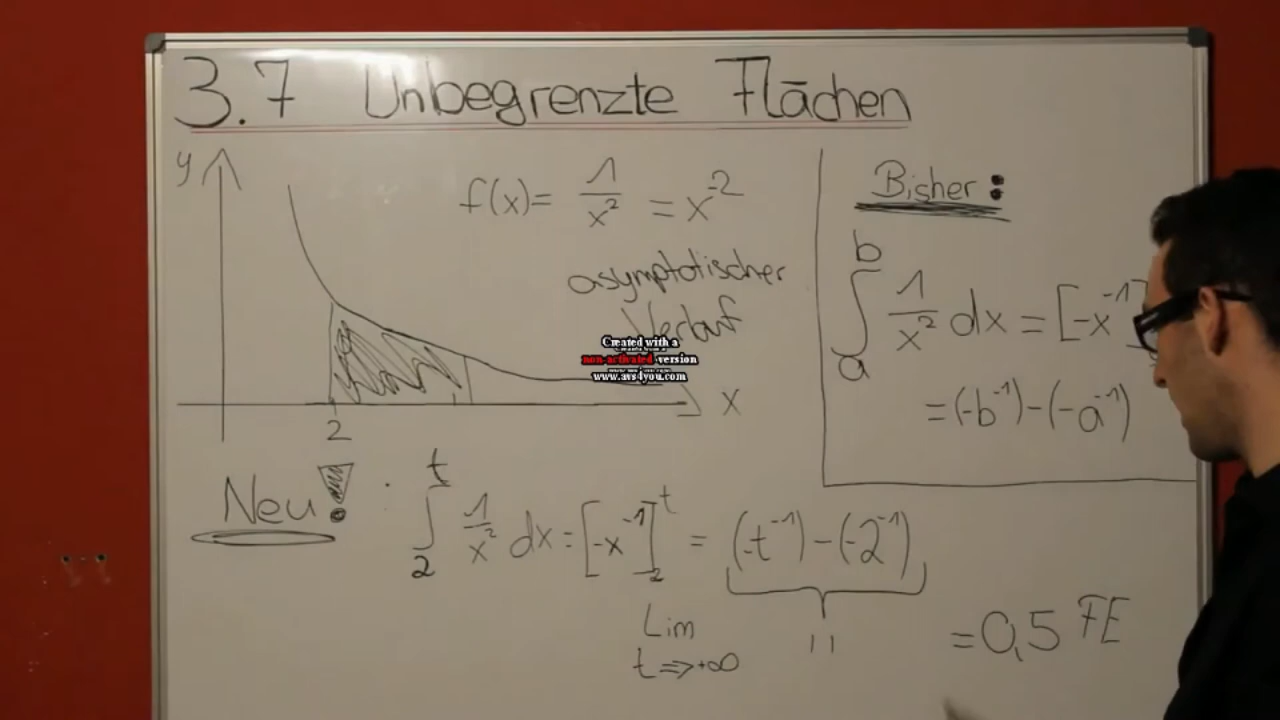 3.7 Unbegrenzte Flächen
y
f(x)= 1/x² = x⁻²
asymptotischer
Verlauf
x
2
Bisher:
∫ₐᵇ 1/x² dx = [-x⁻¹]
= (-b⁻¹)-(-a⁻¹)
Created with a
non-activated version
www.avs4you.com
Neu!
∫₂ᵗ 1/x² dx = [-x⁻¹]₂ᵗ = (-t⁻¹)-(-2⁻¹)
Lim
t=>+∞
" = 0,5 FE